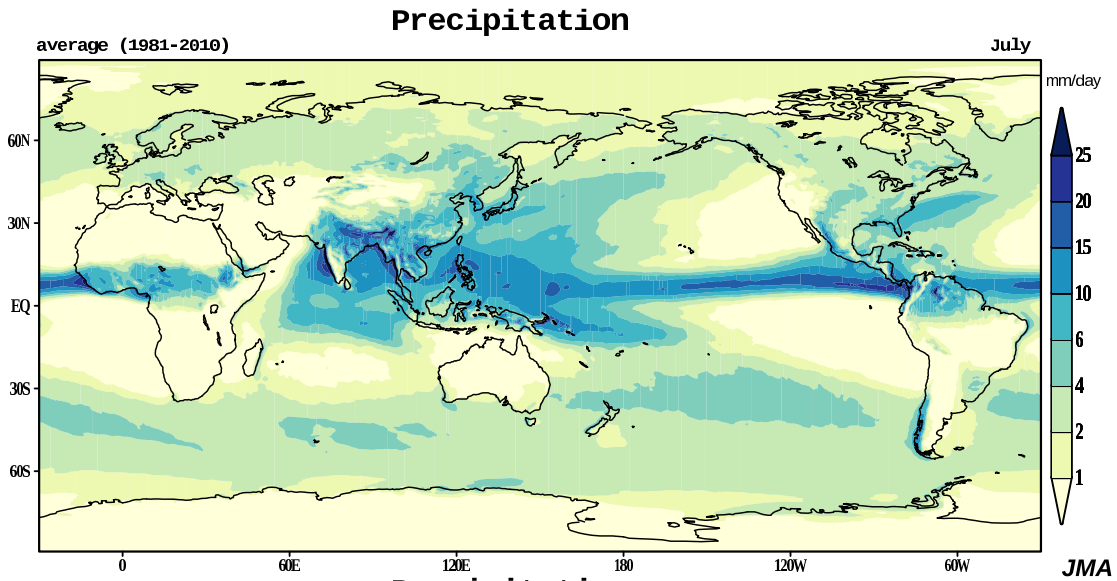 Precipitation
average (1981-2010)
July
mm/day
60N
30N
EQ
30S
60S
25
20
15
10
6
4
2
1
0
60E
120E
180
120W
60W
JMA
Precipitation